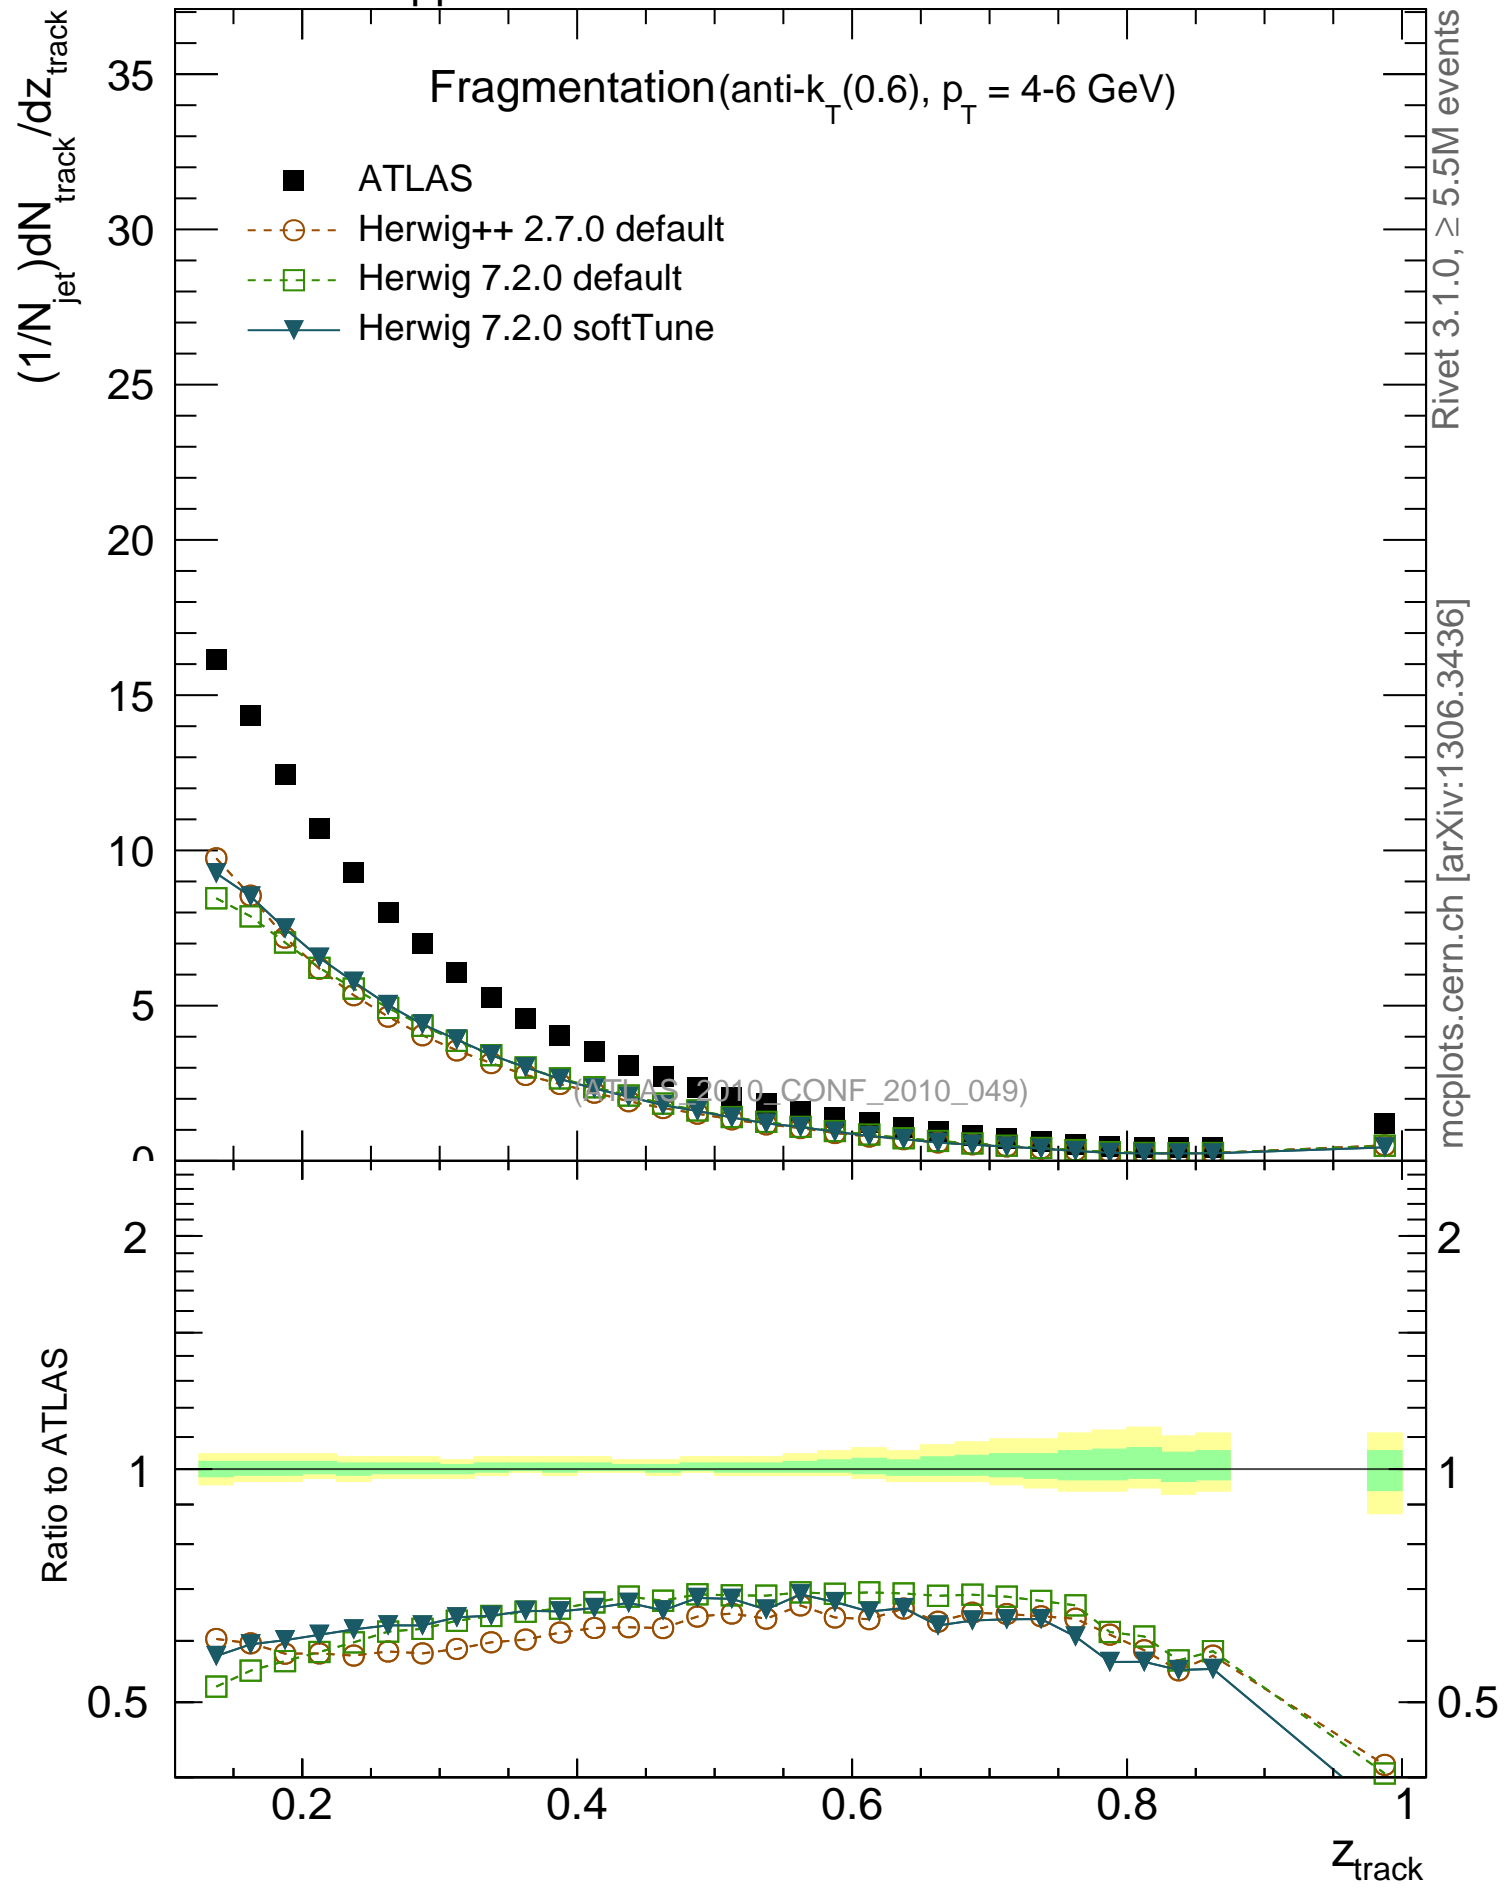 Fragmentation (anti-k_T(0.6), p_T = 4-6 GeV)
(1/N_jet)dN_track/dz_track
ATLAS
Herwig++ 2.7.0 default
Herwig 7.2.0 default
Herwig 7.2.0 softTune
35
30
25
20
15
10
5
0
(ATLAS_2010_CONF_2010_049)
Rivet 3.1.0, ≥ 5.5M events
mcplots.cern.ch [arXiv:1306.3436]
Ratio to ATLAS
2
1
0.5
2
1
0.5
0.2
0.4
0.6
0.8
1
z_track